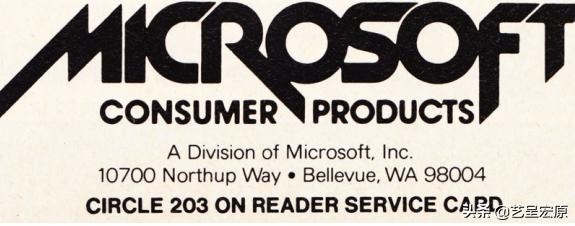 MICROSOFT
CONSUMER PRODUCTS
A Division of Microsoft, Inc.
10700 Northup Way • Bellevue, WA 98004
CIRCLE 203 ON READER SERVICE CARD
头条 @艺呈宏原